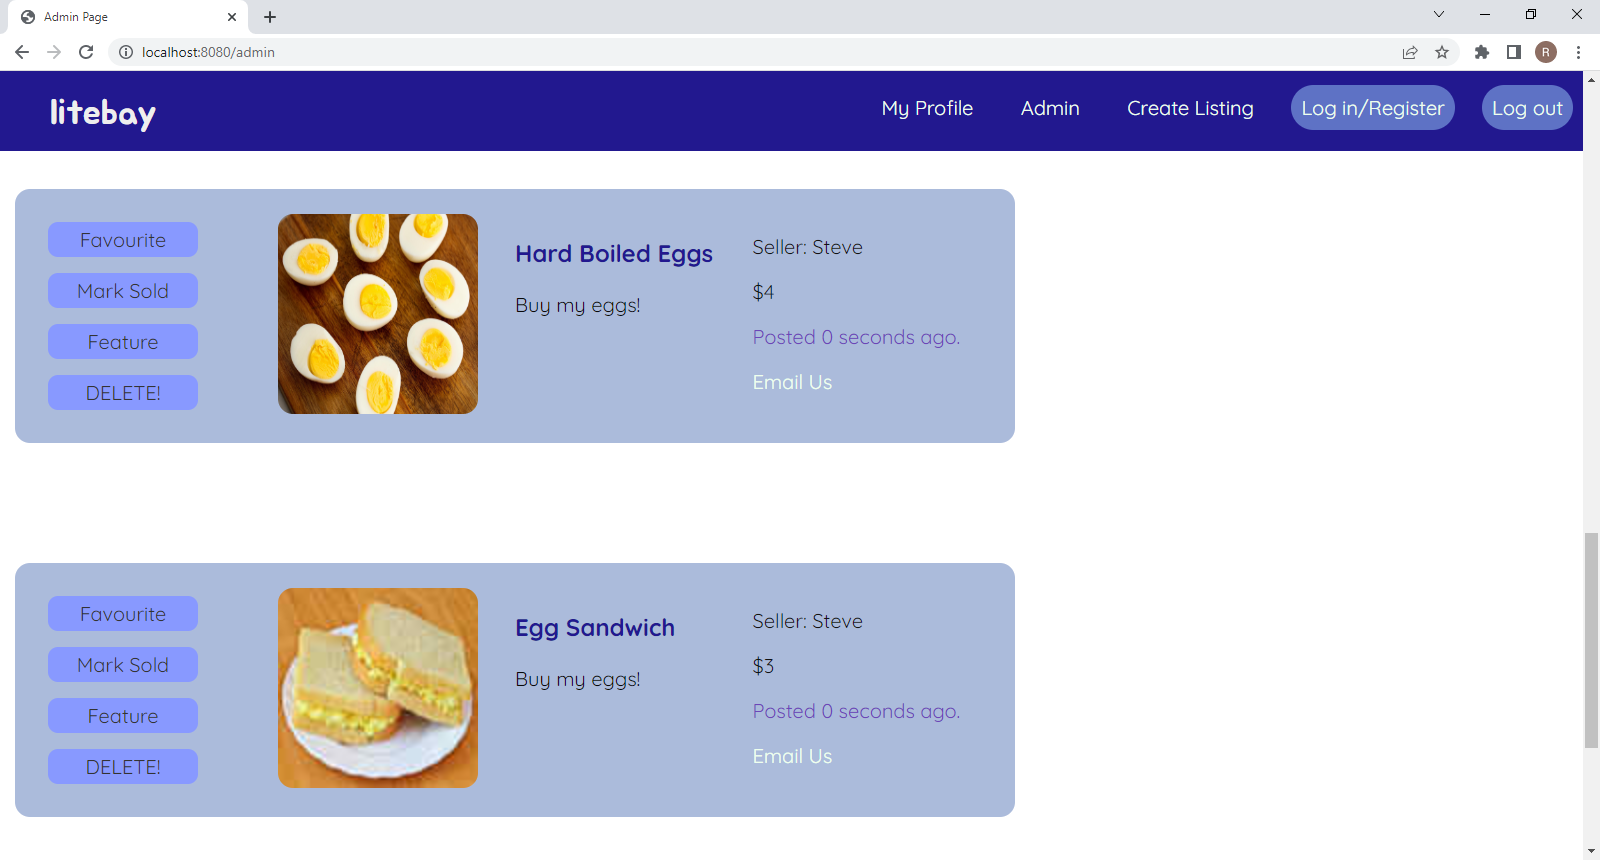 Admin Page
localhost:8080/admin
R
litebay
My Profile
Admin
Create Listing
Log in/Register
Log out
Favourite
Mark Sold
Feature
DELETE!
Hard Boiled Eggs
Buy my eggs!
Seller: Steve
$4
Posted 0 seconds ago.
Email Us
Favourite
Mark Sold
Feature
DELETE!
Egg Sandwich
Buy my eggs!
Seller: Steve
$3
Posted 0 seconds ago.
Email Us